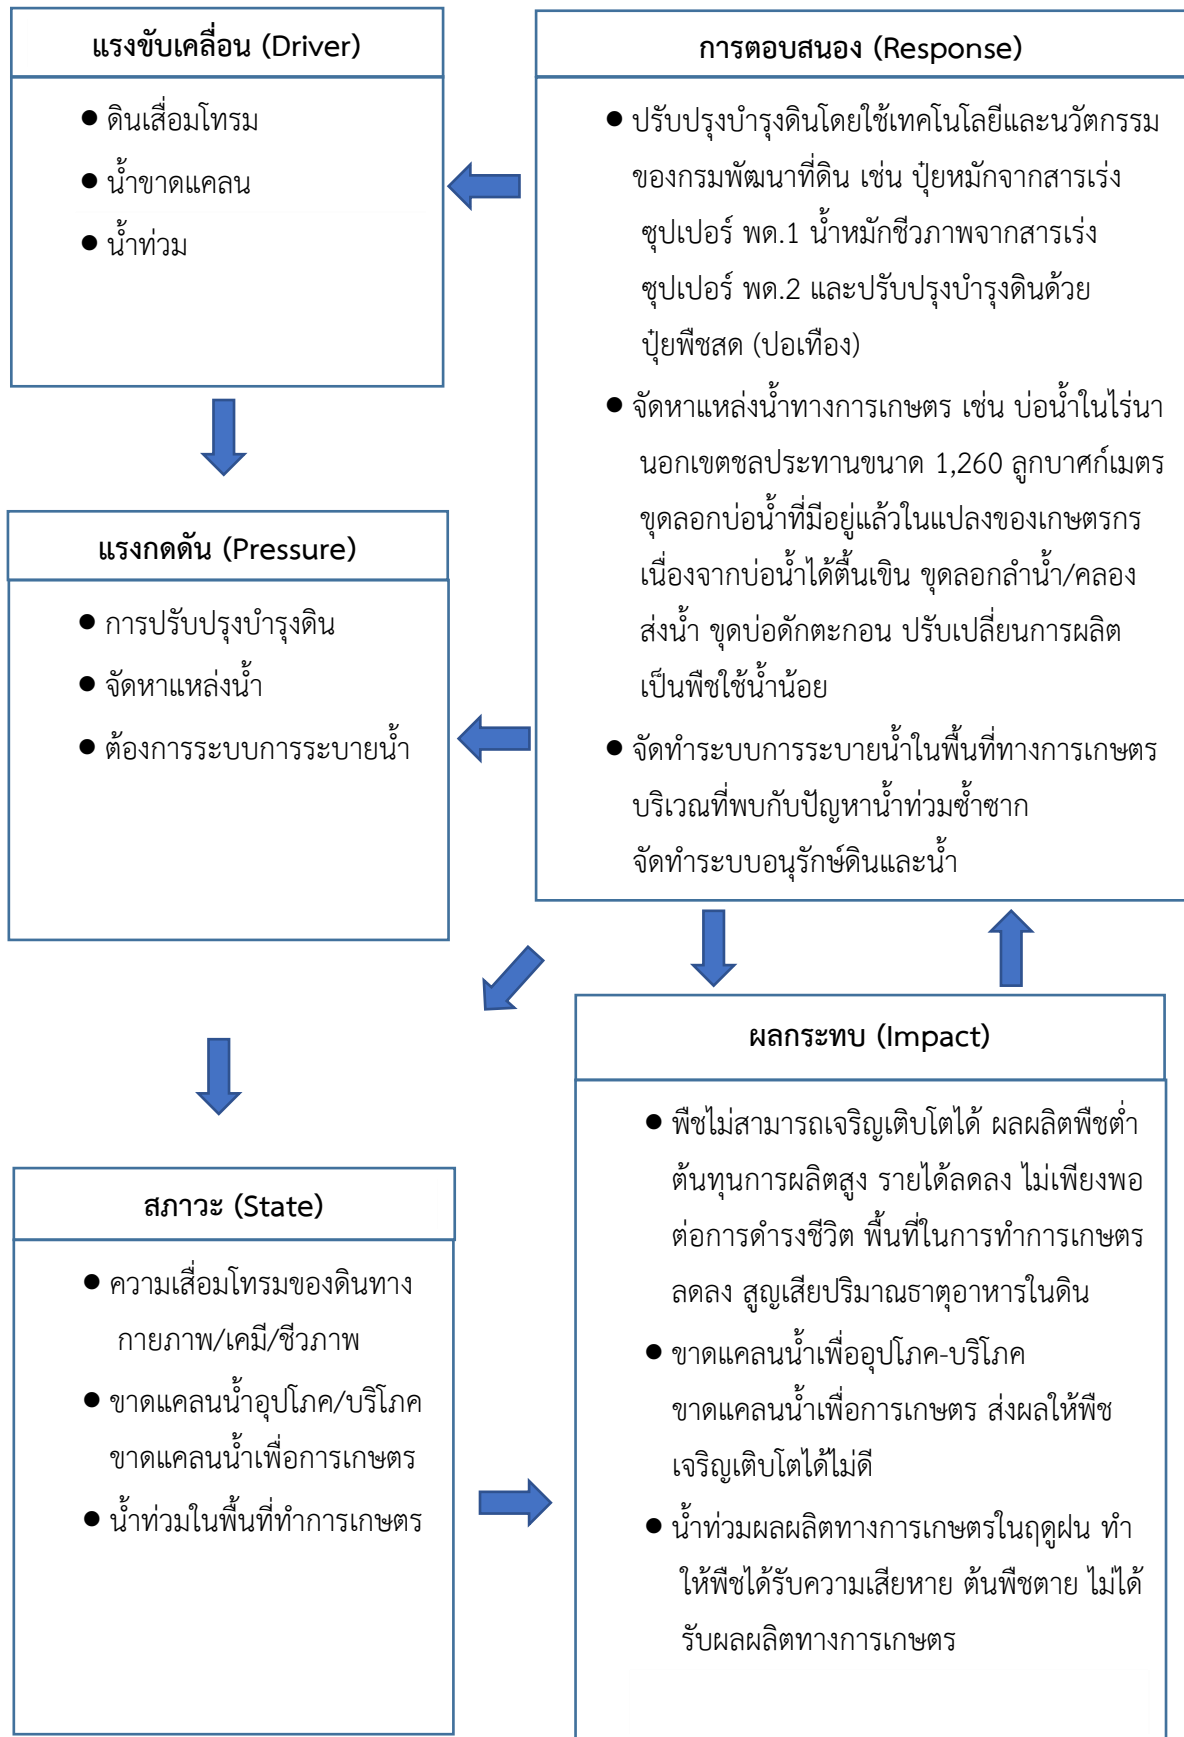 แรงขับเคลื่อน (Driver)
● ดินเสื่อมโทรม
● น้ำขาดแคลน
● น้ำท่วม
การตอบสนอง (Response)
● ปรับปรุงบำรุงดินโดยใช้เทคโนโลยีและนวัตกรรม
ของกรมพัฒนาที่ดิน เช่น ปุ๋ยหมักจากสารเร่ง
ซุปเปอร์ พด.1 น้ำหมักชีวภาพจากสารเร่ง
ซุปเปอร์ พด.2 และปรับปรุงบำรุงดินด้วย
ปุ๋ยพืชสด (ปอเทือง)
● จัดหาแหล่งน้ำทางการเกษตร เช่น บ่อน้ำในไร่นา
นอกเขตชลประทานขนาด 1,260 ลูกบาศก์เมตร
ขุดลอกบ่อน้ำที่มีอยู่แล้วในแปลงของเกษตรกร
เนื่องจากบ่อน้ำได้ตื้นเขิน ขุดลอกลำน้ำ/คลอง
ส่งน้ำ ขุดบ่อดักตะกอน ปรับเปลี่ยนการผลิต
เป็นพืชใช้น้ำน้อย
● จัดทำระบบการระบายน้ำในพื้นที่ทางการเกษตร
บริเวณที่พบกับปัญหาน้ำท่วมซ้ำซาก
จัดทำระบบอนุรักษ์ดินและน้ำ
แรงกดดัน (Pressure)
● การปรับปรุงบำรุงดิน
● จัดหาแหล่งน้ำ
● ต้องการระบบการระบายน้ำ
สภาวะ (State)
● ความเสื่อมโทรมของดินทาง
กายภาพ/เคมี/ชีวภาพ
● ขาดแคลนน้ำอุปโภค/บริโภค
ขาดแคลนน้ำเพื่อการเกษตร
● น้ำท่วมในพื้นที่ทำการเกษตร
ผลกระทบ (Impact)
● พืชไม่สามารถเจริญเติบโตได้ ผลผลิตพืชต่ำ
ต้นทุนการผลิตสูง รายได้ลดลง ไม่เพียงพอ
ต่อการดำรงชีวิต พื้นที่ในการทำการเกษตร
ลดลง สูญเสียปริมาณธาตุอาหารในดิน
● ขาดแคลนน้ำเพื่ออุปโภค-บริโภค
ขาดแคลนน้ำเพื่อการเกษตร ส่งผลให้พืช
เจริญเติบโตได้ไม่ดี
● น้ำท่วมผลผลิตทางการเกษตรในฤดูฝน ทำ
ให้พืชได้รับความเสียหาย ต้นพืชตาย ไม่ได้
รับผลผลิตทางการเกษตร